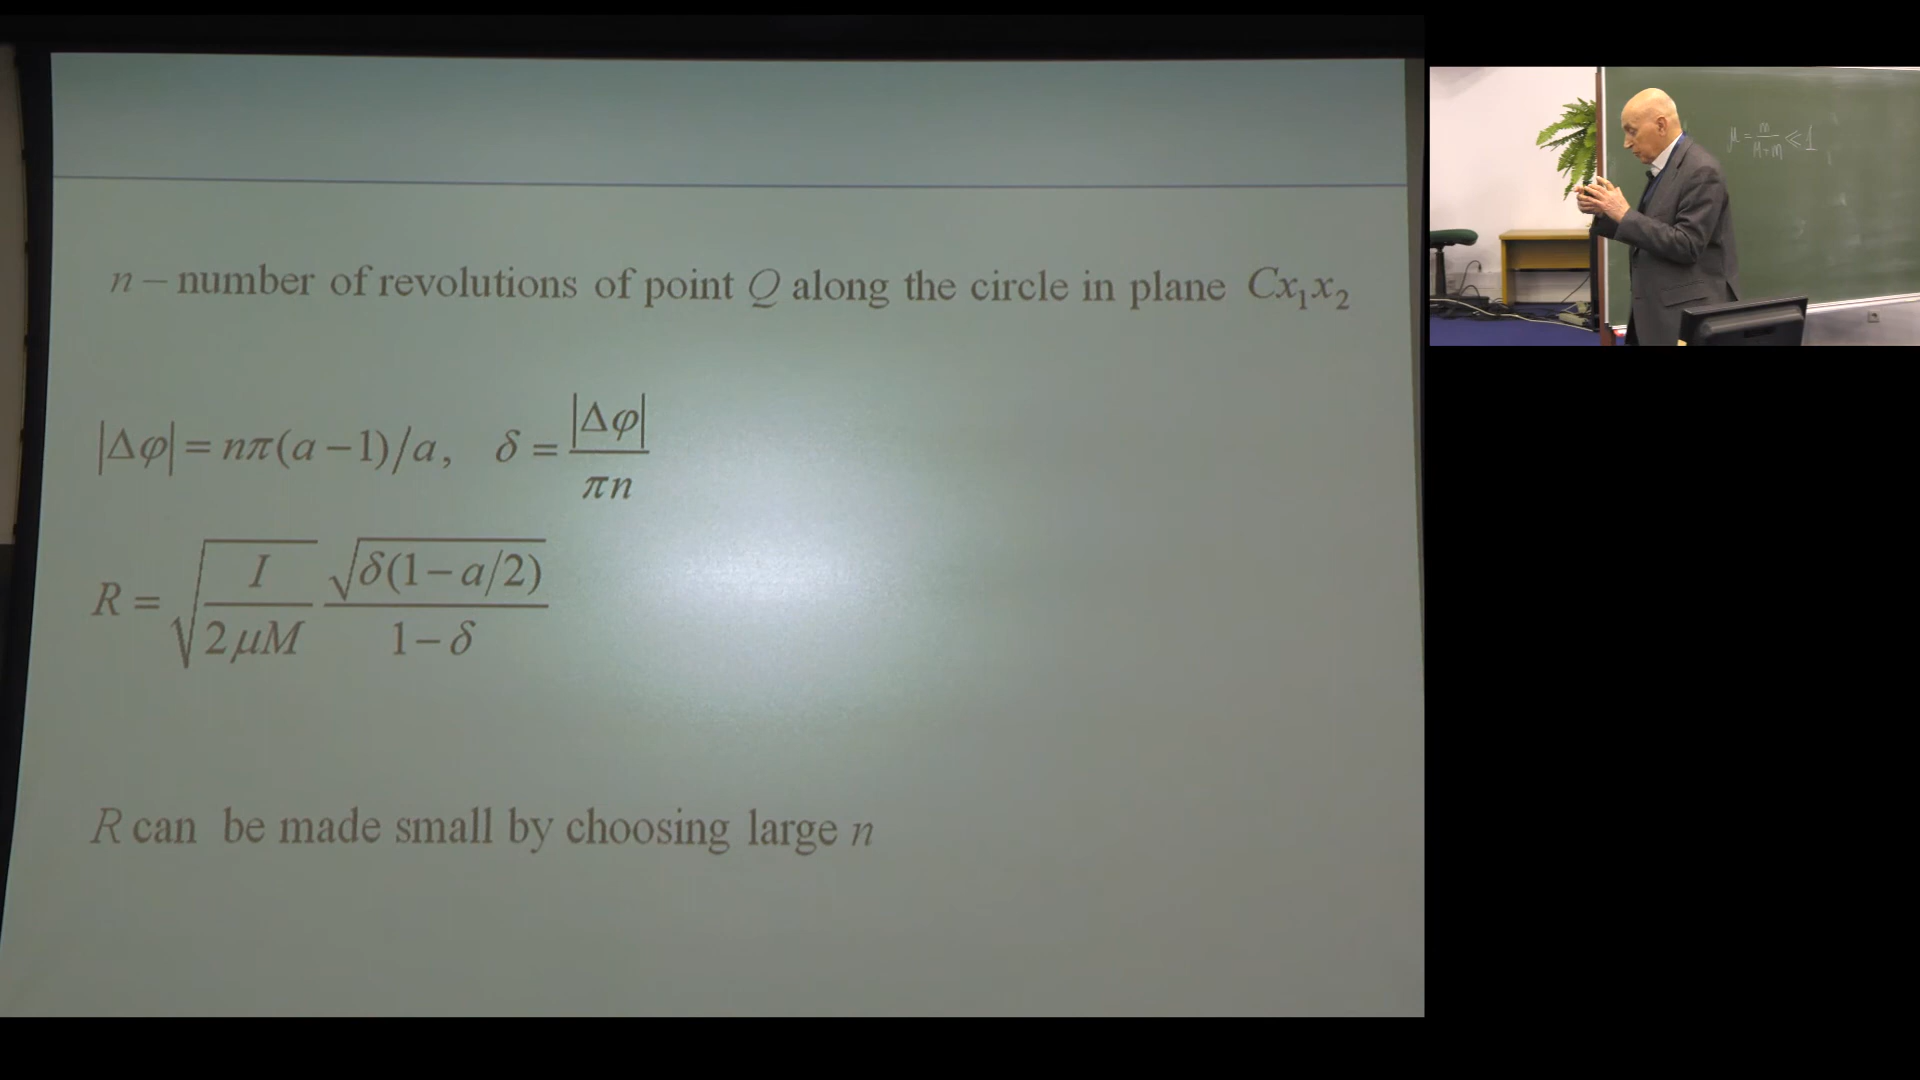 n – number of revolutions of point Q along the circle in plane Cx₁x₂
|Δφ| = nπ(a − 1)/a, δ = |Δφ| / πn
R = √(I / 2μM) √(δ(1 − a/2)) / (1 − δ)
R can be made small by choosing large n
μ = m / (M+m) ≪ 1